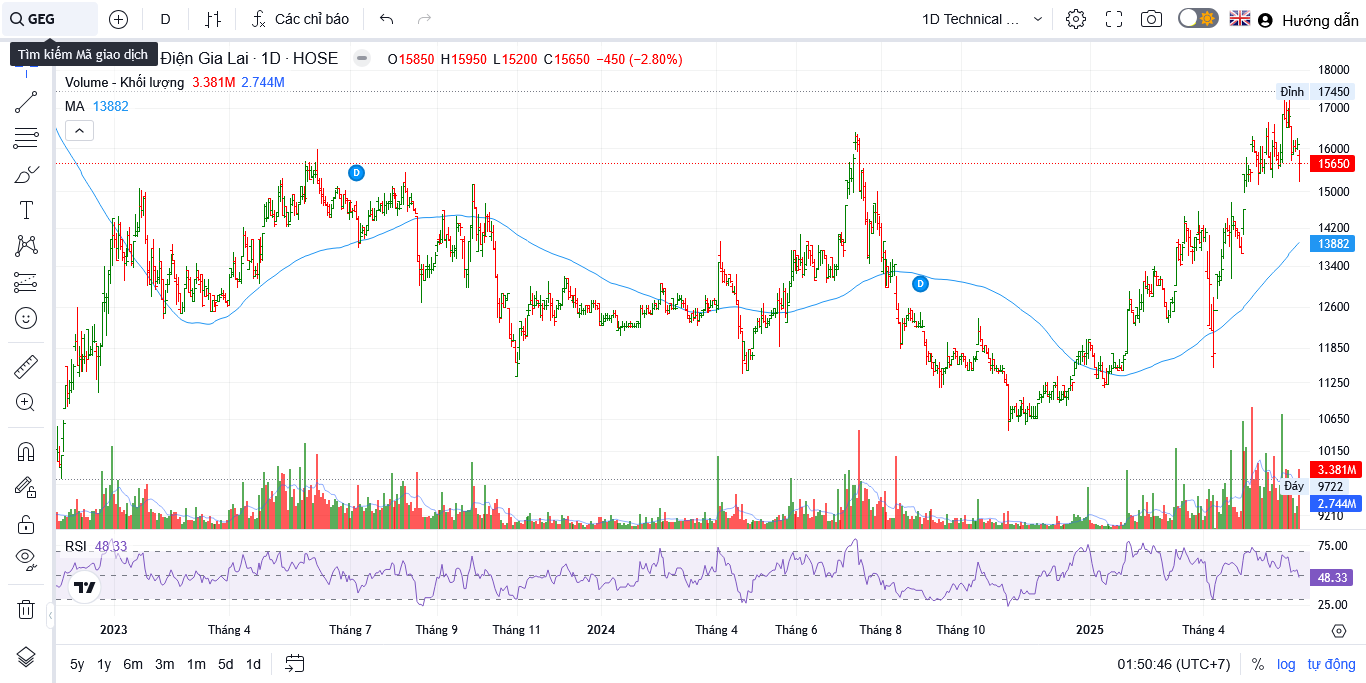 GEG
D
Các chỉ báo
1D Technical ...
Hướng dẫn
Tìm kiếm Mã giao dịch
Điện Gia Lai · 1D · HOSE
O15850 H15950 L15200 C15650 −450 (−2.80%)
Volume - Khối lượng 3.381M 2.744M
MA 13882
18000
Đỉnh 17450
17000
16000
15650
15000
14200
13882
13400
12600
11850
11250
10650
10150
3.381M
Đáy 9722
2.744M
9210
D
D
RSI 48.33
75.00
48.33
25.00
2023 Tháng 4 Tháng 7 Tháng 9 Tháng 11 2024 Tháng 4 Tháng 6 Tháng 8 Tháng 10 2025 Tháng 4
5y 1y 6m 3m 1m 5d 1d
01:50:46 (UTC+7) % log tự động